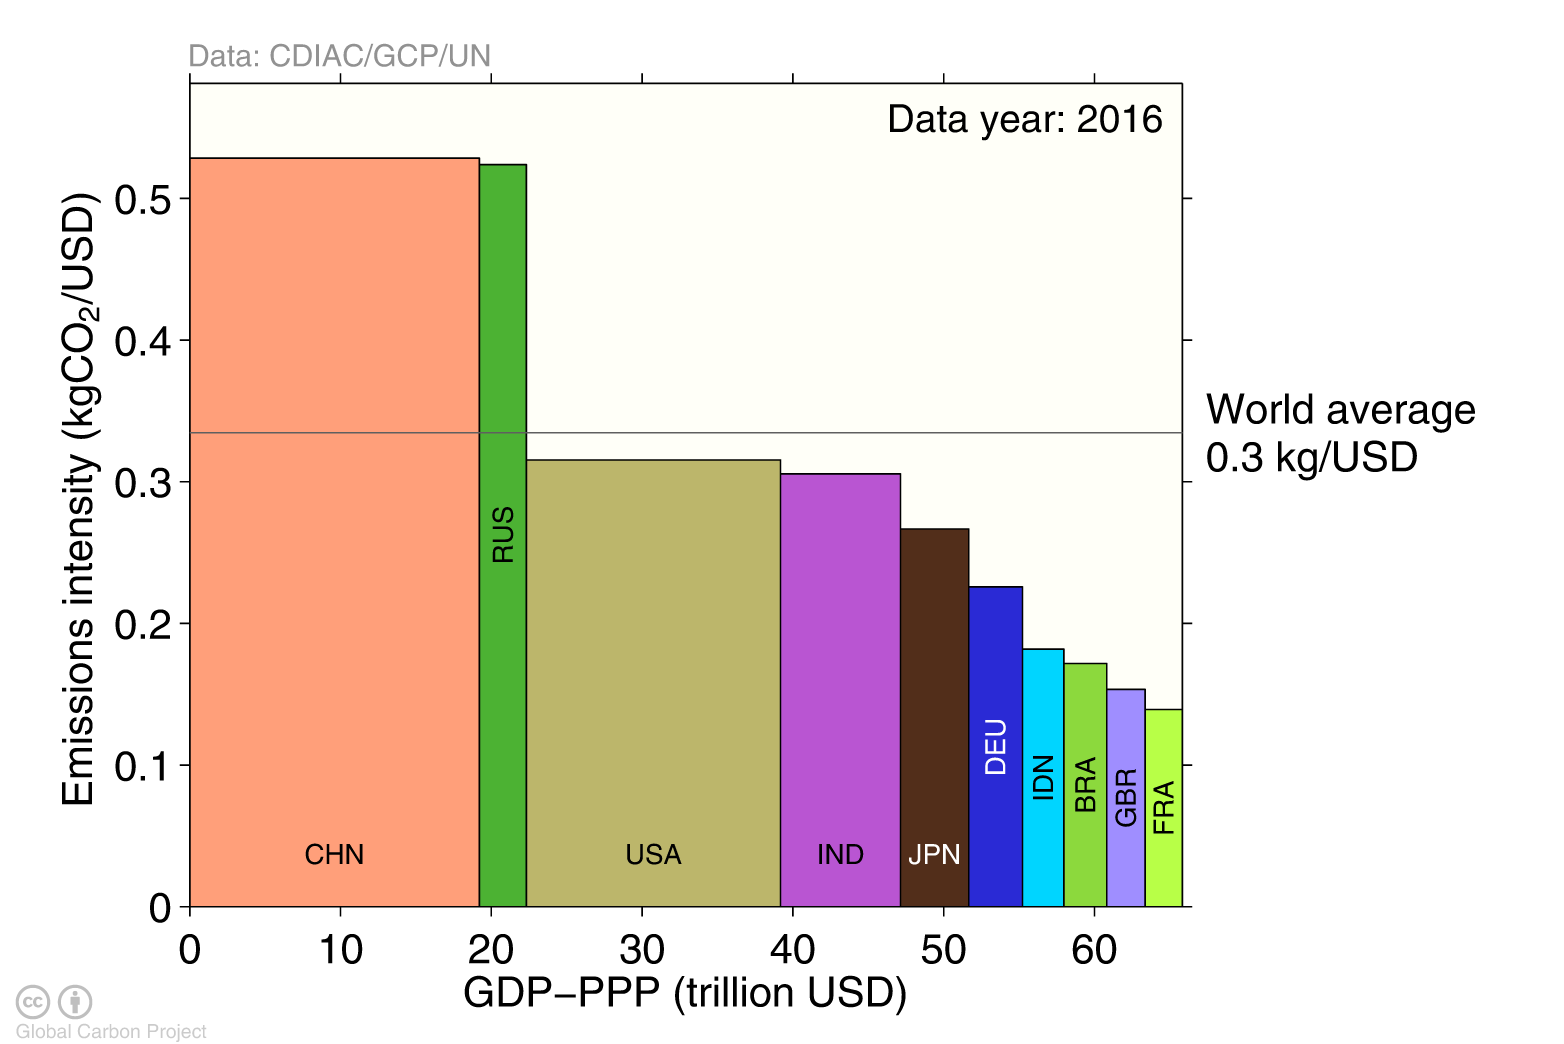 Data: CDIAC/GCP/UN
Data year: 2016
Emissions intensity (kgCO₂/USD)
0.5
0.4
0.3
0.2
0.1
0
World average
0.3 kg/USD
CHN
RUS
USA
IND
JPN
DEU
IDN
BRA
GBR
FRA
0 10 20 30 40 50 60
GDP−PPP (trillion USD)
cc
Global Carbon Project